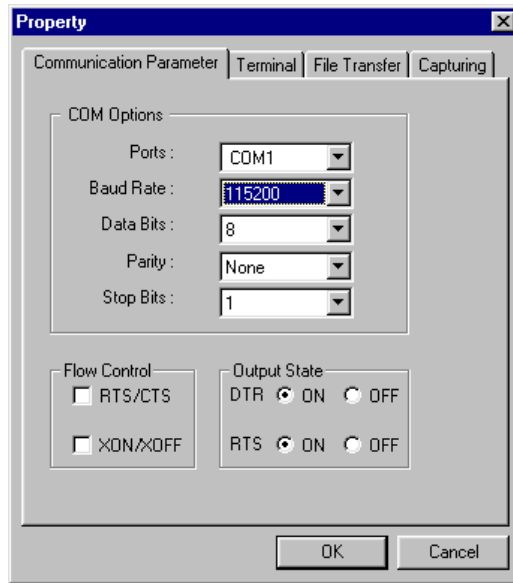 Property
Communication Parameter Terminal File Transfer Capturing
COM Options
Ports : COM1
Baud Rate : 115200
Data Bits : 8
Parity : None
Stop Bits : 1
Flow Control
RTS/CTS
XON/XOFF
Output State
DTR ON OFF
RTS ON OFF
OK Cancel